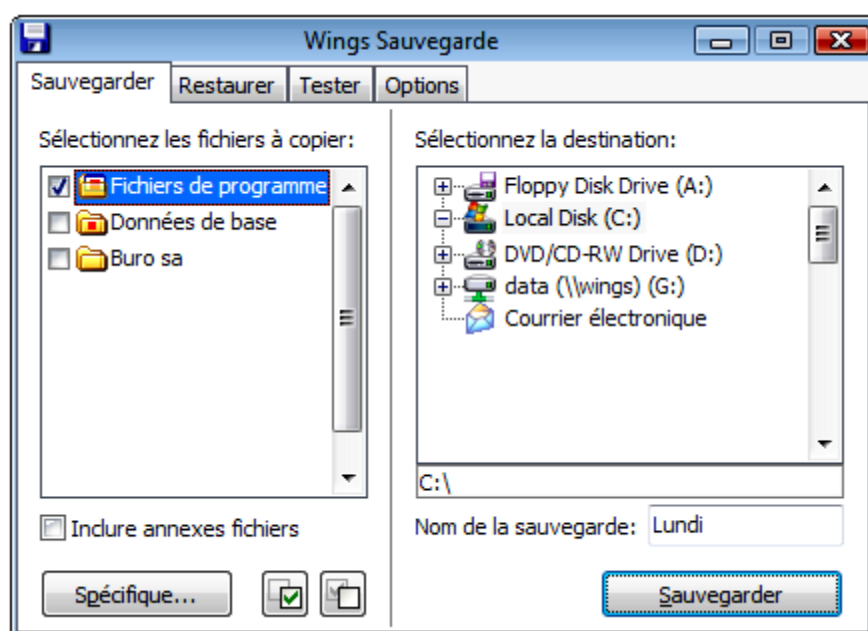 Wings Sauvegarde
Sauvegarder Restaurer Tester Options
Sélectionnez les fichiers à copier:
Fichiers de programme
Données de base
Buro sa
Inclure annexes fichiers
Spécifique...
Sélectionnez la destination:
Floppy Disk Drive (A:)
Local Disk (C:)
DVD/CD-RW Drive (D:)
data (\\wings) (G:)
Courrier électronique
C:\
Nom de la sauvegarde: Lundi
Sauvegarder